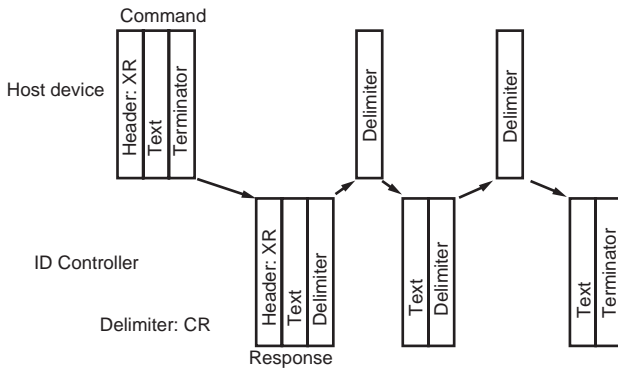 Command
Host device
Header: XR
Text
Terminator
Delimiter
Delimiter
ID Controller
Header: XR
Text
Delimiter
Text
Delimiter
Text
Terminator
Delimiter: CR
Response